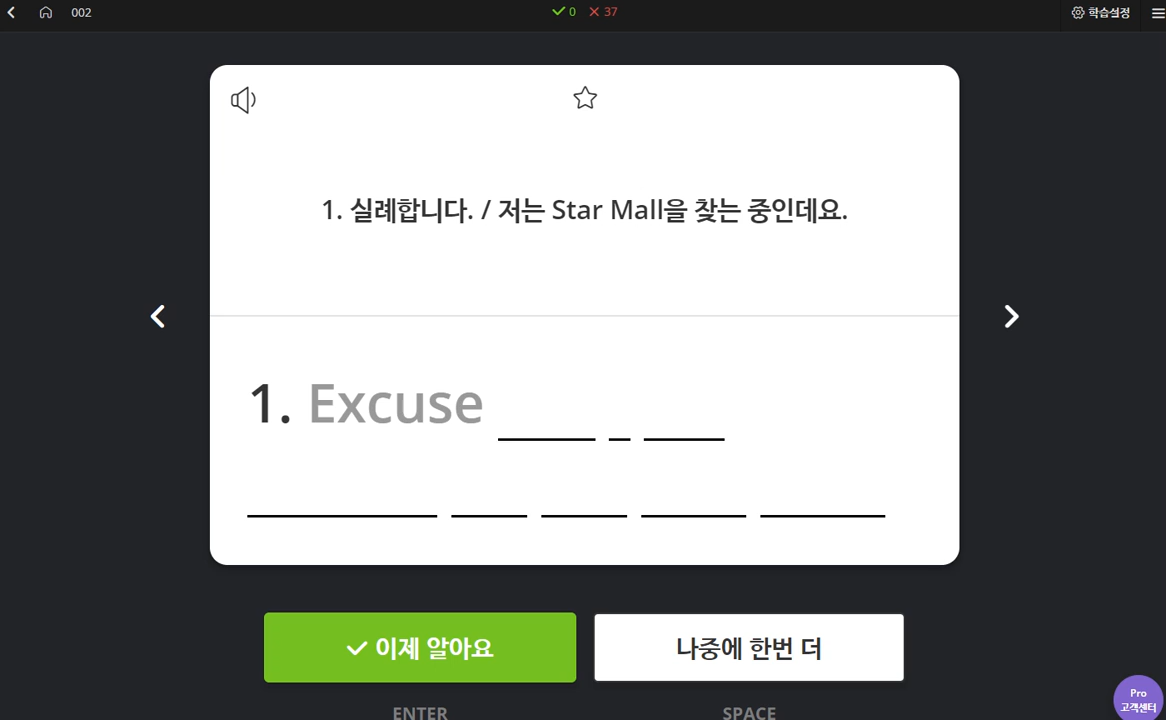 002
0
37
학습설정
1. 실례합니다. / 저는 Star Mall을 찾는 중인데요.
1. Excuse
이제 알아요
나중에 한번 더
ENTER
SPACE
Pro
고객센터